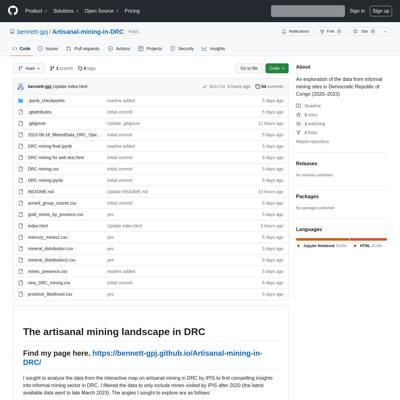 Product Solutions Open Source Pricing Sign in Sign up
bennett-gpj / Artisanal-mining-in-DRC Public Notifications Fork 0 Star 0
Code Issues Pull requests Actions Projects Security Insights
main 1 branch 0 tags Go to file Code
bennett-gpj Update index.html 9 hours ago 54 commits
.ipynb_checkpoints readme added 5 days ago
.gitattributes initial commit 5 days ago
.gitignore Update .gitignore 11 hours ago
2023-06-16_filteredData_DRC_Ope... initial commit 5 days ago
DRC mining final.ipynb readme added 5 days ago
DRC mining for web test.html initial commit 5 days ago
DRC mining.csv initial commit 5 days ago
DRC mining.ipynb initial commit 5 days ago
README.md Update README.md 13 hours ago
armed_group_counts.csv initial commit 5 days ago
gold_mines_by_province.csv yes 5 days ago
index.html Update index.html 9 hours ago
mercury_mines2.csv yes 5 days ago
mineral_distribution.csv yes 5 days ago
mineral_distribution2.csv yes 5 days ago
mines_presence.csv readme added 5 days ago
new_DRC_mining.csv initial commit 5 days ago
province_likelihood.csv yes 5 days ago
The artisanal mining landscape in DRC
Find my page here. https://bennett-gpj.github.io/Artisanal-mining-in-
DRC/
I sought to analyze the data from the interactive map on artisanal mining in DRC by IPIS to find compelling insights
into informal mining sector in DRC. I filtered the data to only include mines visited by IPIS after 2020 (the latest
available data went to late March 2023). The angles I sought to explore are as follows:
About
An exploration of the data from informal
mining sites in Democratic Republic of
Congo (2020–2023)
Readme
0 stars
1 watching
0 forks
Report repository
Releases
No releases published
Packages
No packages published
Languages
Jupyter Notebook HTML